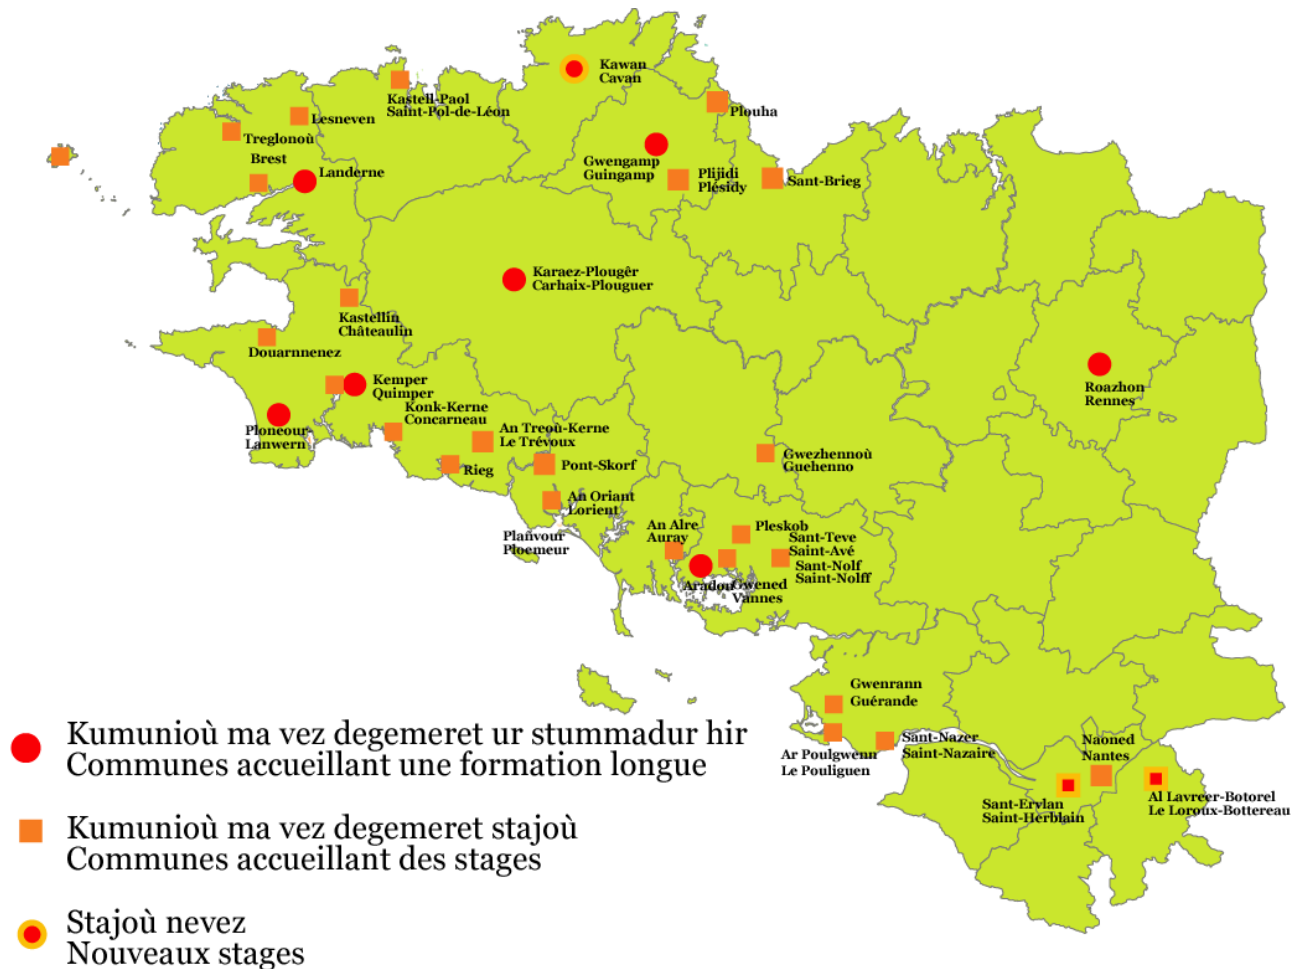 Kawan
Cavan
Kastell-Paol
Saint-Pol-de-Léon
Plouha
Lesneven
Treglonoù
Brest
Landerne
Gwengamp
Guingamp
Plijidi
Plésidy
Sant-Brieg
Karaez-Plougêr
Carhaix-Plouguer
Kastellin
Châteaulin
Douarnnenez
Kemper
Quimper
Roazhon
Rennes
Konk-Kerne
Concarneau
Ploneour-
Lanwern
An Treoù-Kerne
Le Trévoux
Rieg
Pont-Skorf
Gwezhennoù
Guehenno
An Oriant
Lorient
Plañvour
Ploemeur
An Alre
Auray
Pleskob
Sant-Teve
Saint-Avé
Sant-Nolf
Saint-Nolff
Aradon
Gwened
Vannes
Gwenrann
Guérande
Ar Poulgwenn
Le Pouliguen
Sant-Nazer
Saint-Nazaire
Naoned
Nantes
Sant-Ervlan
Saint-Herblain
Al Lavreer-Botorel
Le Loroux-Bottereau
Kumunioù ma vez degemeret ur stummadur hir
Communes accueillant une formation longue
Kumunioù ma vez degemeret stajoù
Communes accueillant des stages
Stajoù nevez
Nouveaux stages